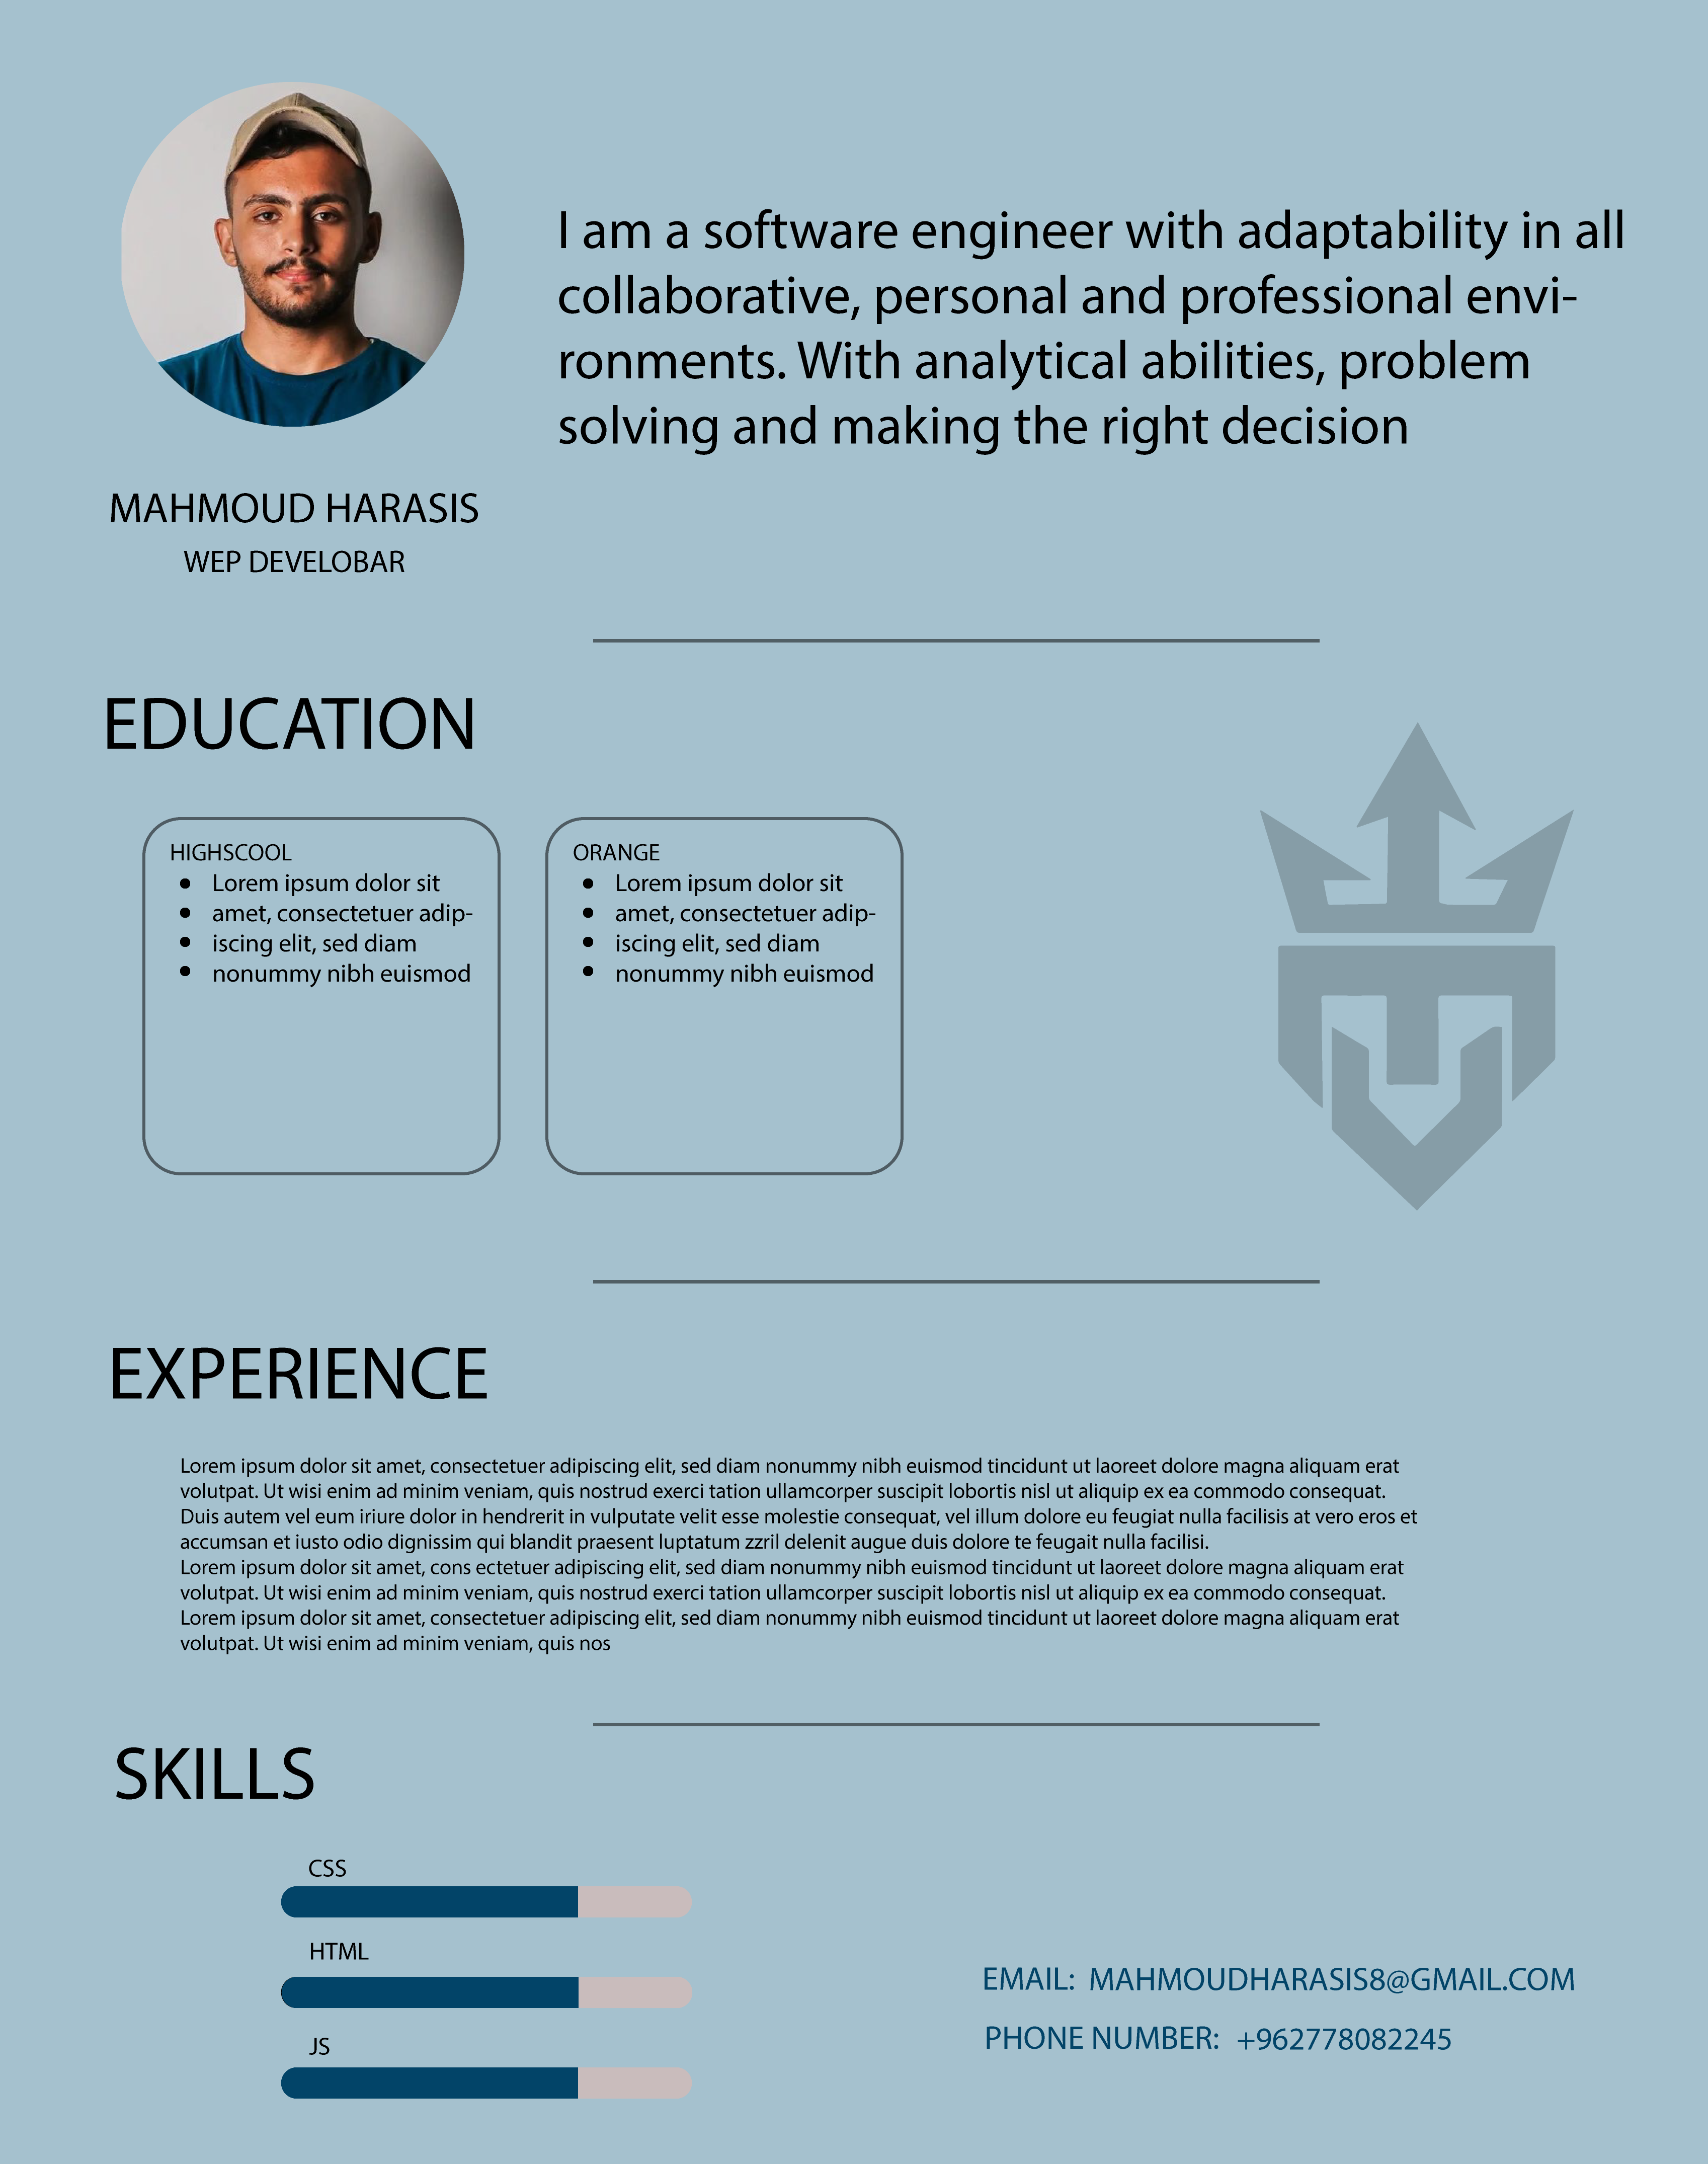 I am a software engineer with adaptability in all
collaborative, personal and professional envi-
ronments. With analytical abilities, problem
solving and making the right decision
MAHMOUD HARASIS
WEP DEVELOBAR
EDUCATION
HIGHSCOOL
• Lorem ipsum dolor sit
• amet, consectetuer adip-
• iscing elit, sed diam
• nonummy nibh euismod
ORANGE
• Lorem ipsum dolor sit
• amet, consectetuer adip-
• iscing elit, sed diam
• nonummy nibh euismod
EXPERIENCE
Lorem ipsum dolor sit amet, consectetuer adipiscing elit, sed diam nonummy nibh euismod tincidunt ut laoreet dolore magna aliquam erat
volutpat. Ut wisi enim ad minim veniam, quis nostrud exerci tation ullamcorper suscipit lobortis nisl ut aliquip ex ea commodo consequat.
Duis autem vel eum iriure dolor in hendrerit in vulputate velit esse molestie consequat, vel illum dolore eu feugiat nulla facilisis at vero eros et
accumsan et iusto odio dignissim qui blandit praesent luptatum zzril delenit augue duis dolore te feugait nulla facilisi.
Lorem ipsum dolor sit amet, cons ectetuer adipiscing elit, sed diam nonummy nibh euismod tincidunt ut laoreet dolore magna aliquam erat
volutpat. Ut wisi enim ad minim veniam, quis nostrud exerci tation ullamcorper suscipit lobortis nisl ut aliquip ex ea commodo consequat.
Lorem ipsum dolor sit amet, consectetuer adipiscing elit, sed diam nonummy nibh euismod tincidunt ut laoreet dolore magna aliquam erat
volutpat. Ut wisi enim ad minim veniam, quis nos
SKILLS
CSS
HTML
JS
EMAIL: MAHMOUDHARASIS8@GMAIL.COM
PHONE NUMBER: +962778082245